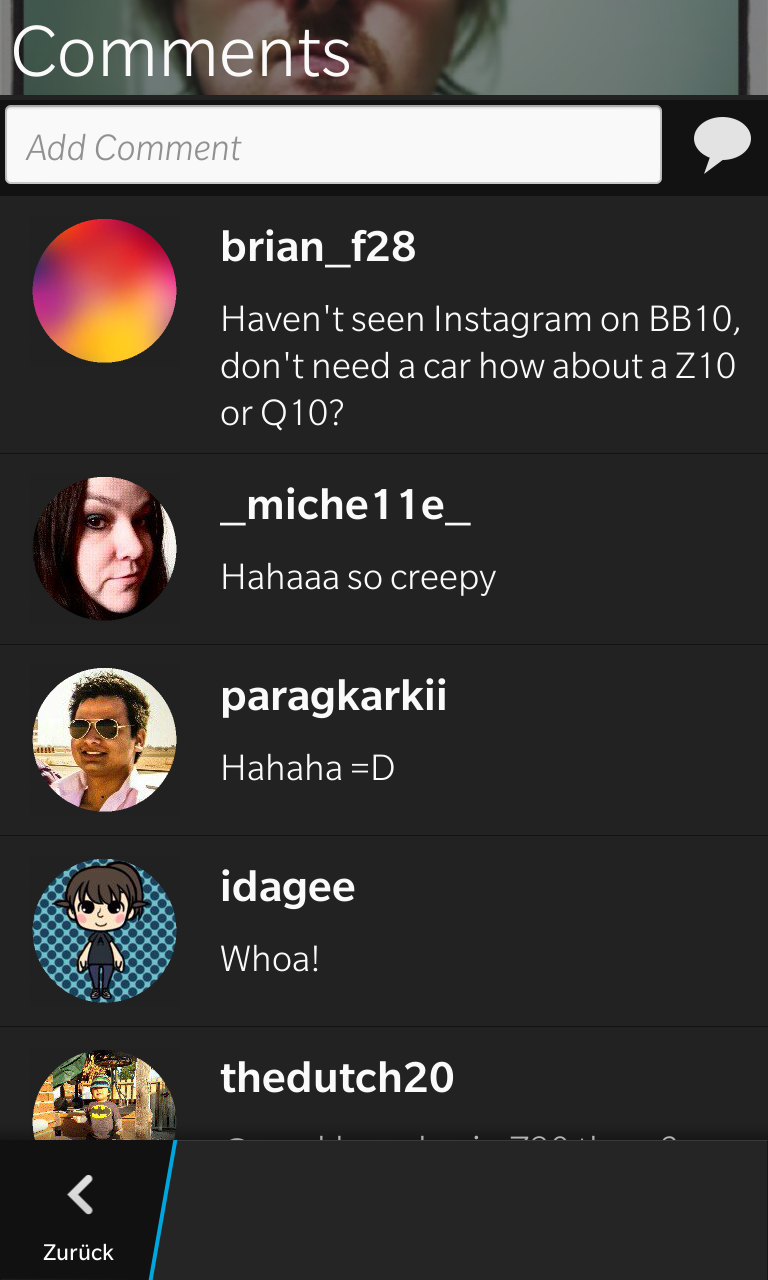 Comments
Add Comment
brian_f28
Haven't seen Instagram on BB10,
don't need a car how about a Z10
or Q10?
_miche11e_
Hahaaa so creepy
paragkarkii
Hahaha =D
idagee
Whoa!
thedutch20
Zurück